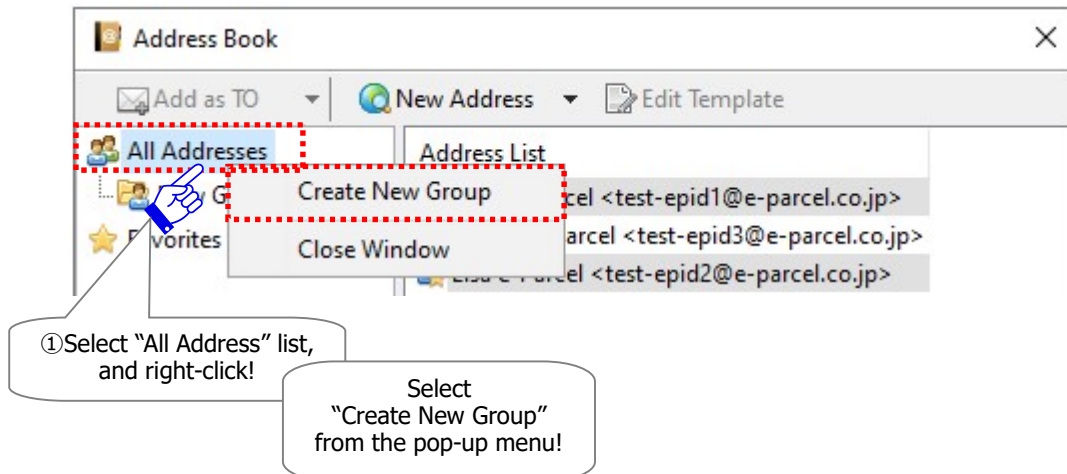 Address Book
Add as TO
New Address
Edit Template
All Addresses
Address List
Create New Group
cel <test-epid1@e-parcel.co.jp>
Favorites
arcel <test-epid3@e-parcel.co.jp>
Close Window
<test-epid2@e-parcel.co.jp>
①Select “All Address” list,
and right-click!
Select
“Create New Group”
from the pop-up menu!